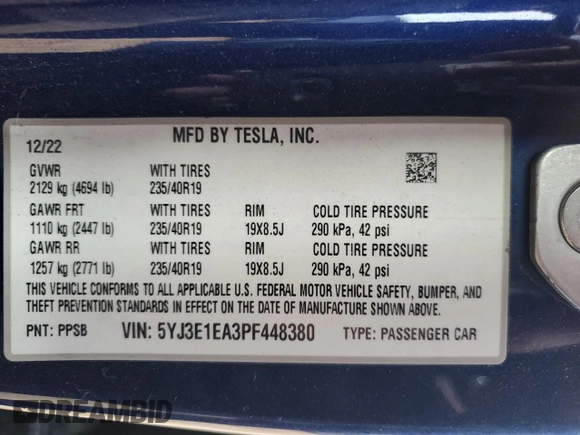 MFD BY TESLA, INC.
12/22
GVWR WITH TIRES
2129 kg (4694 lb) 235/40R19
GAWR FRT WITH TIRES RIM COLD TIRE PRESSURE
1110 kg (2447 lb) 235/40R19 19X8.5J 290 kPa, 42 psi
GAWR RR WITH TIRES RIM COLD TIRE PRESSURE
1257 kg (2771 lb) 235/40R19 19X8.5J 290 kPa, 42 psi
THIS VEHICLE CONFORMS TO ALL APPLICABLE U.S. FEDERAL MOTOR VEHICLE SAFETY, BUMPER, AND
THEFT PREVENTION STANDARDS IN EFFECT ON THE DATE OF MANUFACTURE SHOWN ABOVE.
PNT: PPSB VIN: 5YJ3E1EA3PF448380 TYPE: PASSENGER CAR
DREAMBID